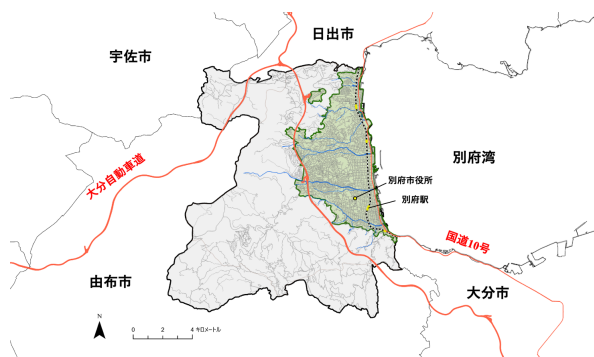 日出市
宇佐市
別府湾
大分自動車道
別府市役所
別府駅
国道10号
由布市
大分市
N
0 2 4 キロメートル